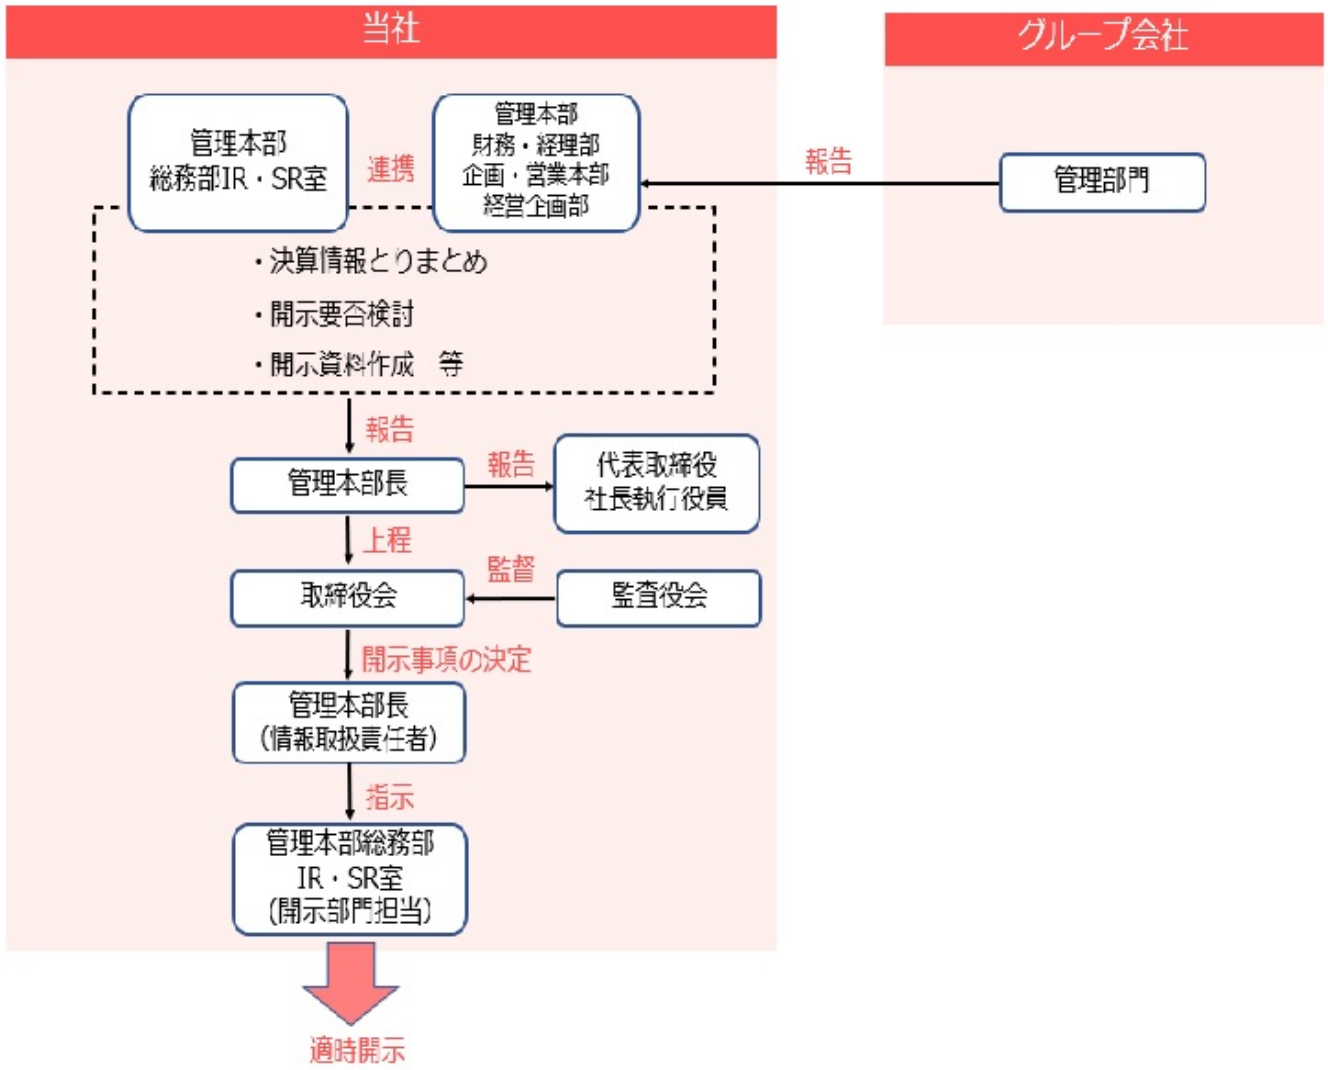 当社
グループ会社
管理本部
総務部IR・SR室
連携
管理本部
財務・経理部
企画・営業本部
経営企画部
報告
管理部門
・決算情報とりまとめ
・開示要否検討
・開示資料作成　等
報告
管理本部長
報告
代表取締役
社長執行役員
上程
取締役会
監督
監査役会
開示事項の決定
管理本部長
（情報取扱責任者）
指示
管理本部総務部
IR・SR室
（開示部門担当）
適時開示